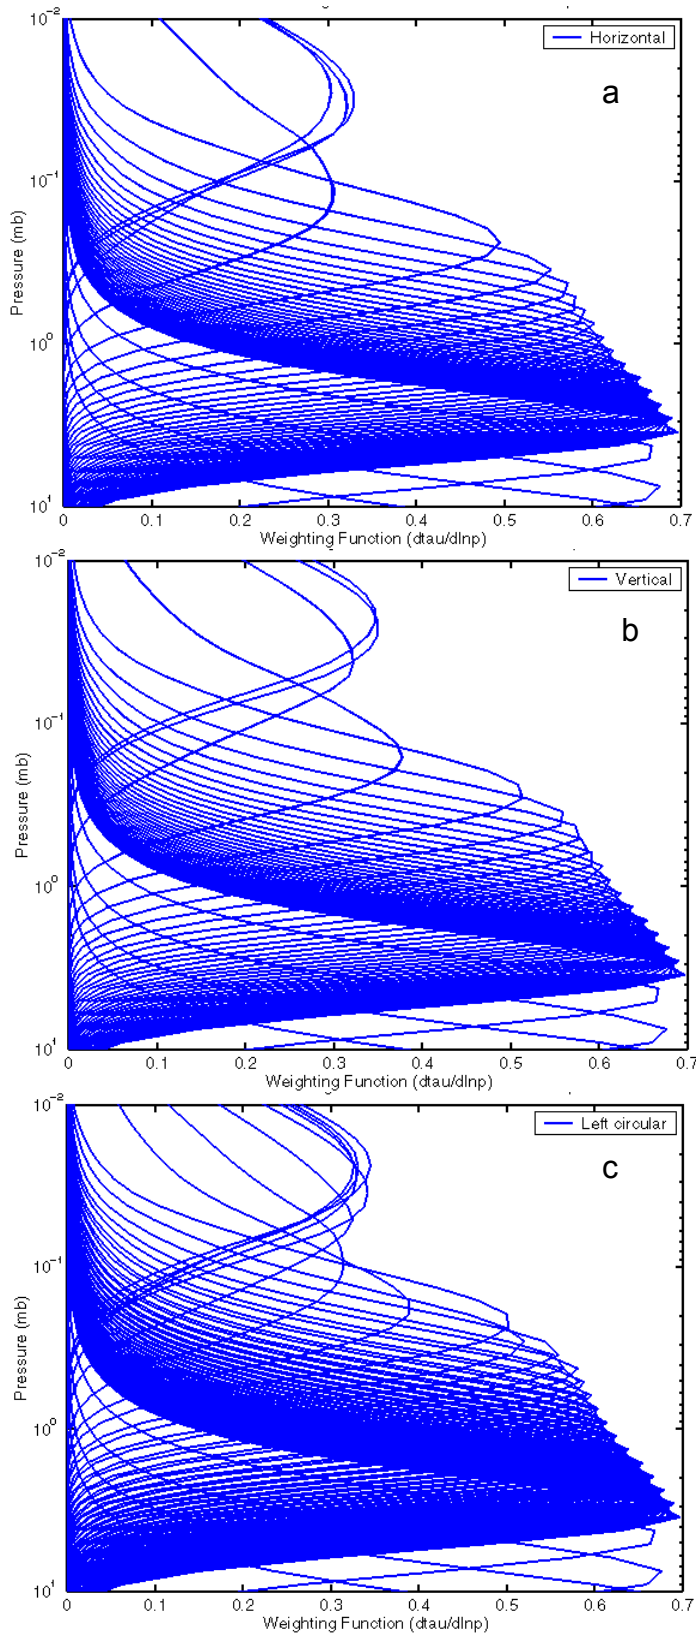 10⁻²
Horizontal
a
10⁻¹
Pressure (mb)
10⁰
10¹
0 0.1 0.2 0.3 0.4 0.5 0.6 0.7
Weighting Function (dtau/dlnp)
10⁻²
Vertical
b
10⁻¹
Pressure (mb)
10⁰
10¹
0 0.1 0.2 0.3 0.4 0.5 0.6 0.7
Weighting Function (dtau/dlnp)
10⁻²
Left circular
c
10⁻¹
Pressure (mb)
10⁰
10¹
0 0.1 0.2 0.3 0.4 0.5 0.6 0.7
Weighting Function (dtau/dlnp)